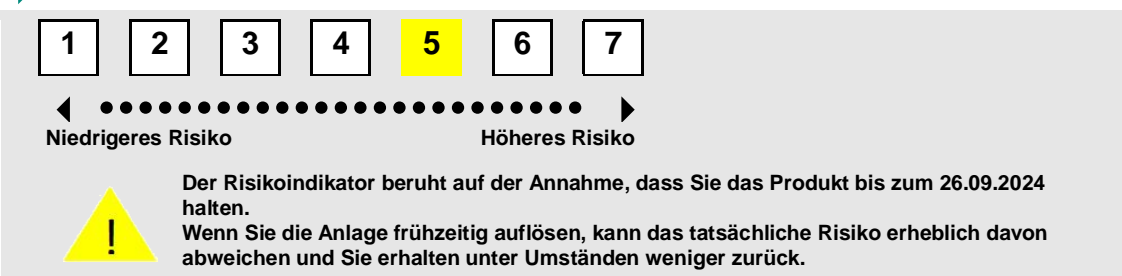 1 2 3 4 5 6 7
Niedrigeres Risiko Höheres Risiko
Der Risikoindikator beruht auf der Annahme, dass Sie das Produkt bis zum 26.09.2024
halten.
Wenn Sie die Anlage frühzeitig auflösen, kann das tatsächliche Risiko erheblich davon
! abweichen und Sie erhalten unter Umständen weniger zurück.